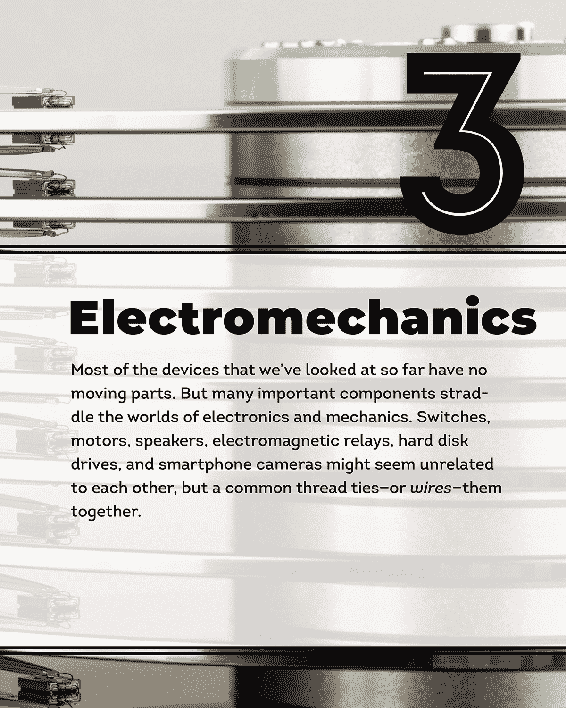 3
Electromechanics
Most of the devices that we've looked at so far have no
moving parts. But many important components strad-
dle the worlds of electronics and mechanics. Switches,
motors, speakers, electromagnetic relays, hard disk
drives, and smartphone cameras might seem unrelated
to each other, but a common thread ties—or wires—them
together.